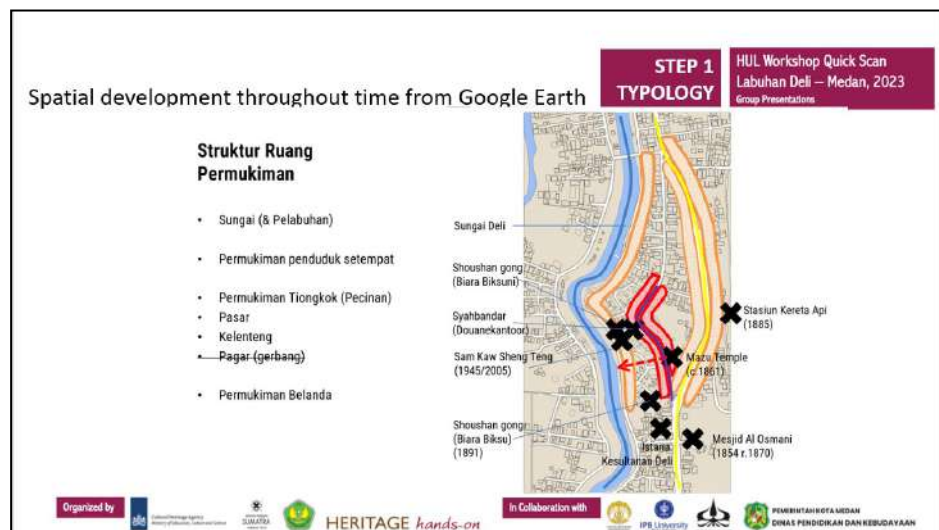 STEP 1
TYPOLOGY
HUL Workshop Quick Scan
Labuhan Deli – Medan, 2023
Group Presentations
Spatial development throughout time from Google Earth
Struktur Ruang
Permukiman
• Sungai (& Pelabuhan)
• Permukiman penduduk setempat
• Permukiman Tiongkok (Pecinan)
• Pasar
• Kelenteng
• Pagar (gerbang)
• Permukiman Belanda
Sungai Deli
Shoushan gong
(Biara Biksuni)
Syahbandar
(Douanekantoor)
Sam Kaw Sheng Teng
(1945/2005)
Shoushan gong
(Biara Biksu)
(1891)
Stasiun Kereta Api
(1885)
Mazu Temple
(c.1861)
Istana
Kesultanan Deli
Mesjid Al Osmani
(1854 r.1870)
Organized by
SUMATRA
HERITAGE hands-on
In Collaboration with
IPB University
PEMERINTAH KOTA MEDAN
DINAS PENDIDIKAN DAN KEBUDAYAAN